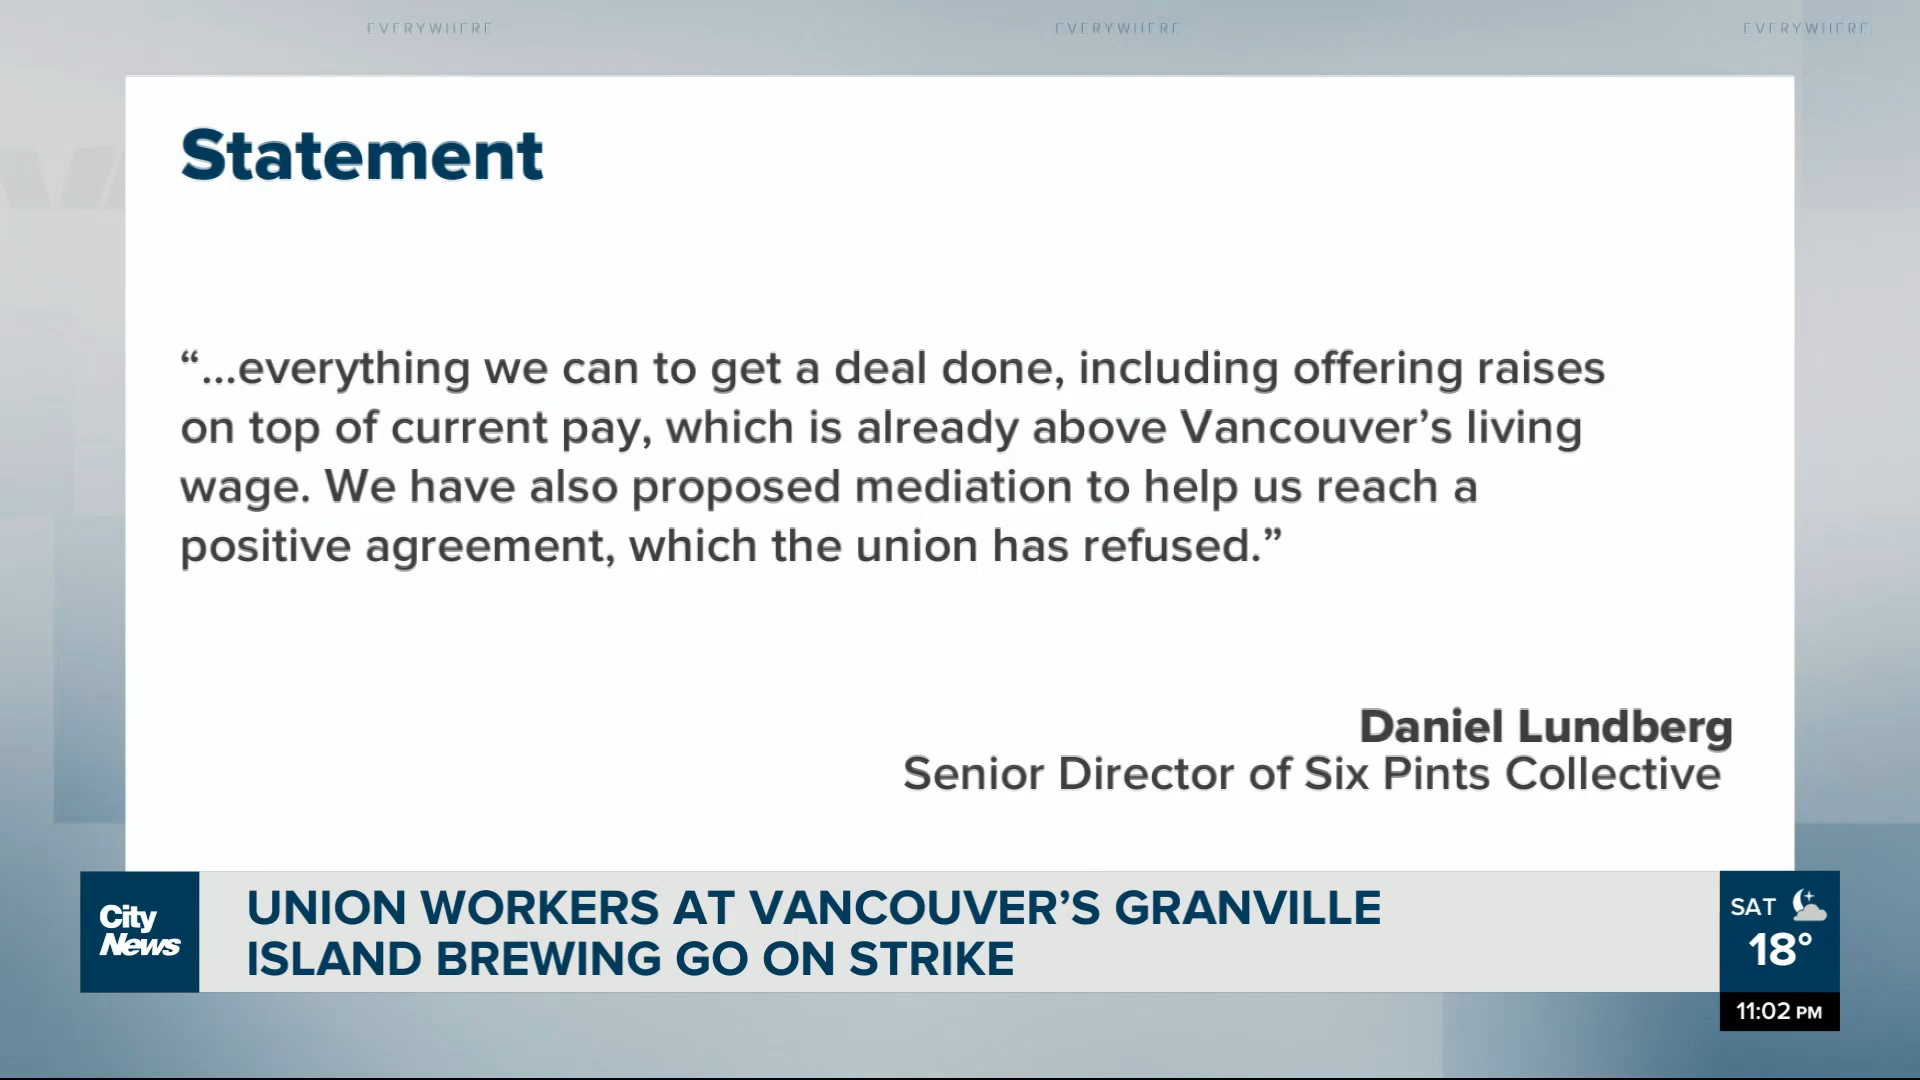 EVERYWHERE EVERYWHERE EVERYWHERE
Statement
“...everything we can to get a deal done, including offering raises
on top of current pay, which is already above Vancouver’s living
wage. We have also proposed mediation to help us reach a
positive agreement, which the union has refused.”
Daniel Lundberg
Senior Director of Six Pints Collective
City
News
UNION WORKERS AT VANCOUVER’S GRANVILLE
ISLAND BREWING GO ON STRIKE
SAT
18°
11:02 PM